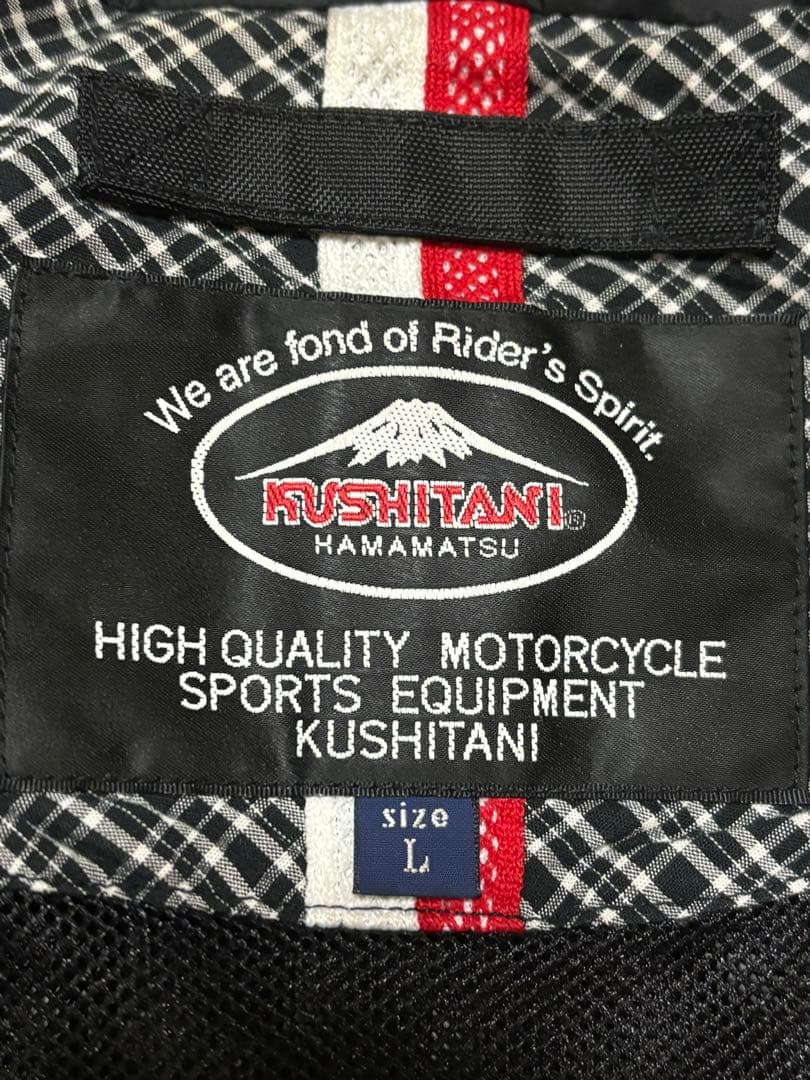 We are fond of Rider's Spirit.
KUSHITANI®
HAMAMATSU
HIGH QUALITY MOTORCYCLE
SPORTS EQUIPMENT
KUSHITANI
size
L